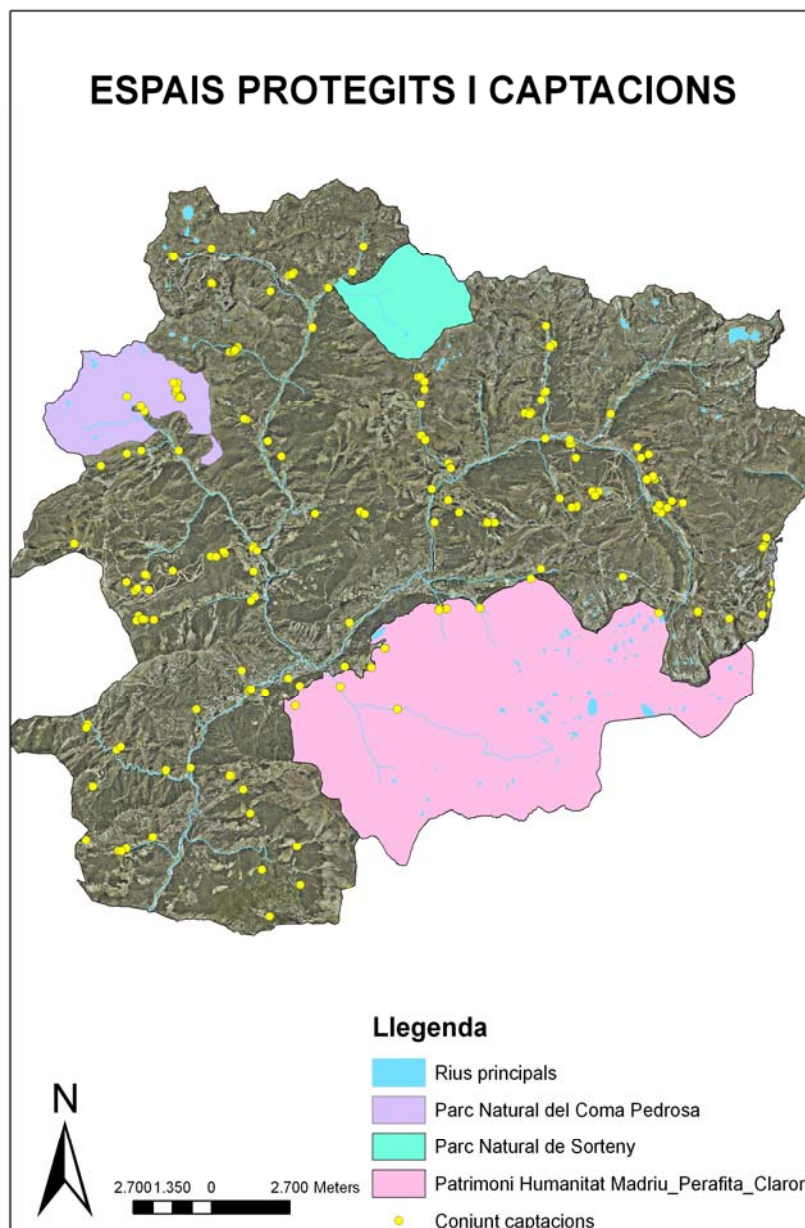 ESPAIS PROTEGITS I CAPTACIONS
Llegenda
Rius principals
Parc Natural del Coma Pedrosa
Parc Natural de Sorteny
Patrimoni Humanitat Madriu_Perafita_Claror
Conjunt captacions
N
2.700 1.350 0 2.700 Meters